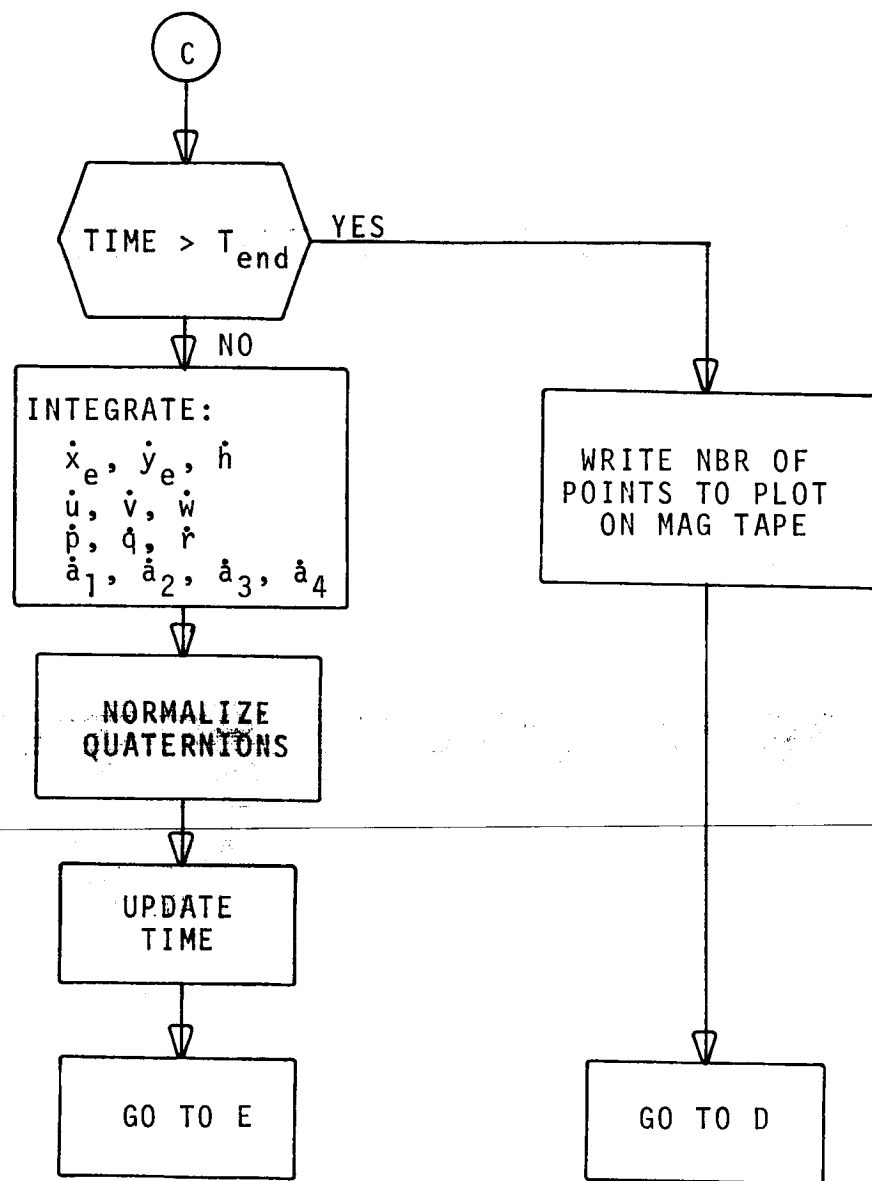 C
TIME > T_end
YES
NO
INTEGRATE:
ẋ_e, ẏ_e, ḣ
u̇, v̇, ẇ
ṗ, q̇, ṙ
ȧ_1, ȧ_2, ȧ_3, ȧ_4
WRITE NBR OF
POINTS TO PLOT
ON MAG TAPE
NORMALIZE
QUATERNIONS
UPDATE
TIME
GO TO E
GO TO D